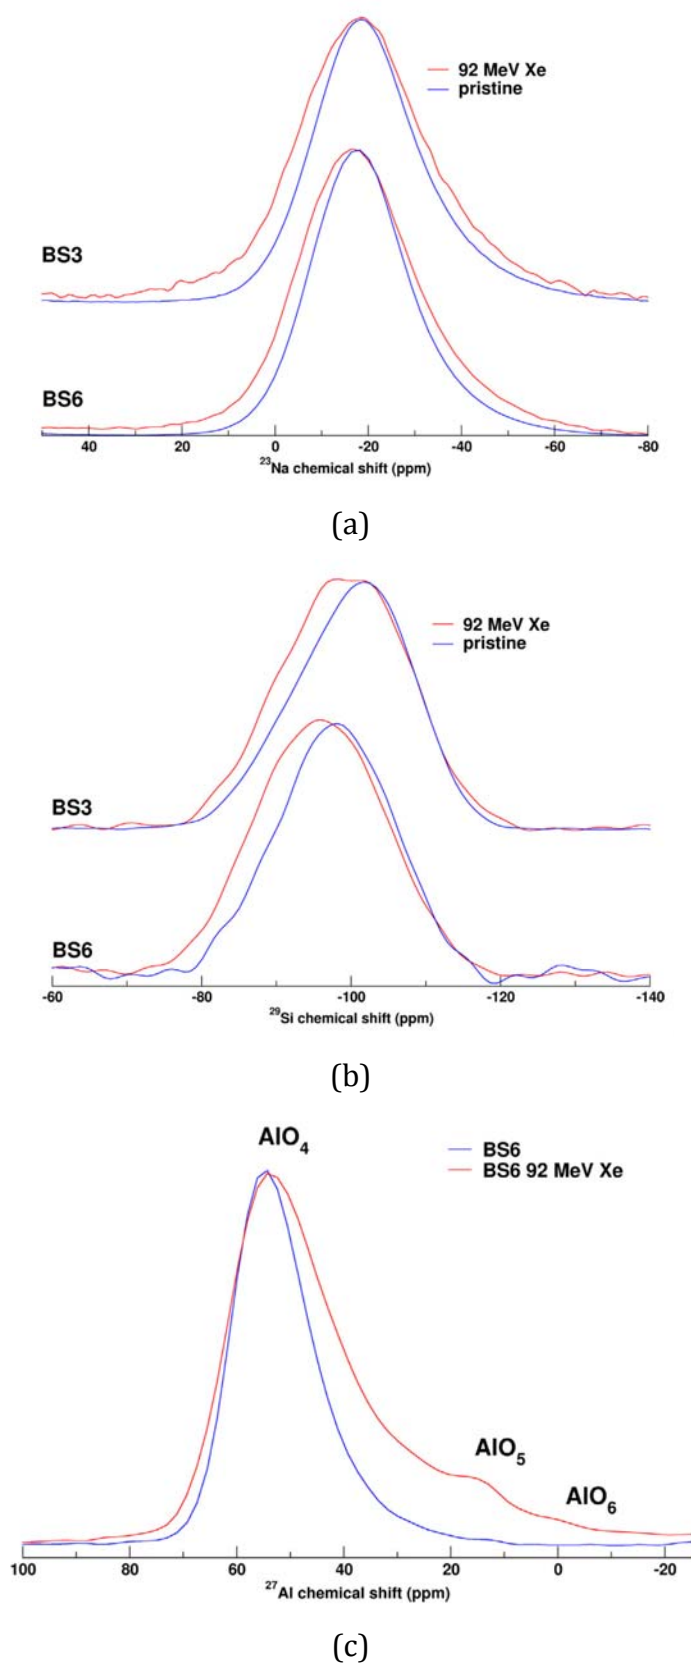 92 MeV Xe
pristine
BS3
BS6
40 20 0 -20 -40 -60 -80
²³Na chemical shift (ppm)
(a)
92 MeV Xe
pristine
BS3
BS6
-60 -80 -100 -120 -140
²⁹Si chemical shift (ppm)
(b)
AlO₄
BS6
BS6 92 MeV Xe
AlO₅
AlO₆
100 80 60 40 20 0 -20
²⁷Al chemical shift (ppm)
(c)